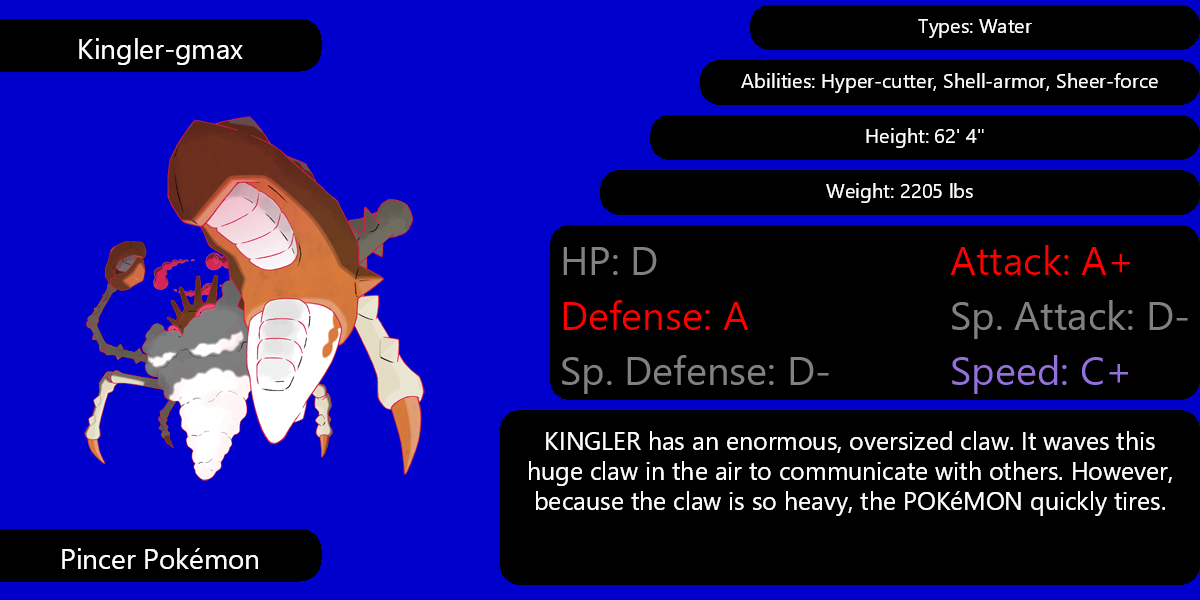 Kingler-gmax
Types: Water
Abilities: Hyper-cutter, Shell-armor, Sheer-force
Height: 62' 4"
Weight: 2205 lbs
HP: D
Attack: A+
Defense: A
Sp. Attack: D-
Sp. Defense: D-
Speed: C+
KINGLER has an enormous, oversized claw. It waves this
huge claw in the air to communicate with others. However,
because the claw is so heavy, the POKéMON quickly tires.
Pincer Pokémon